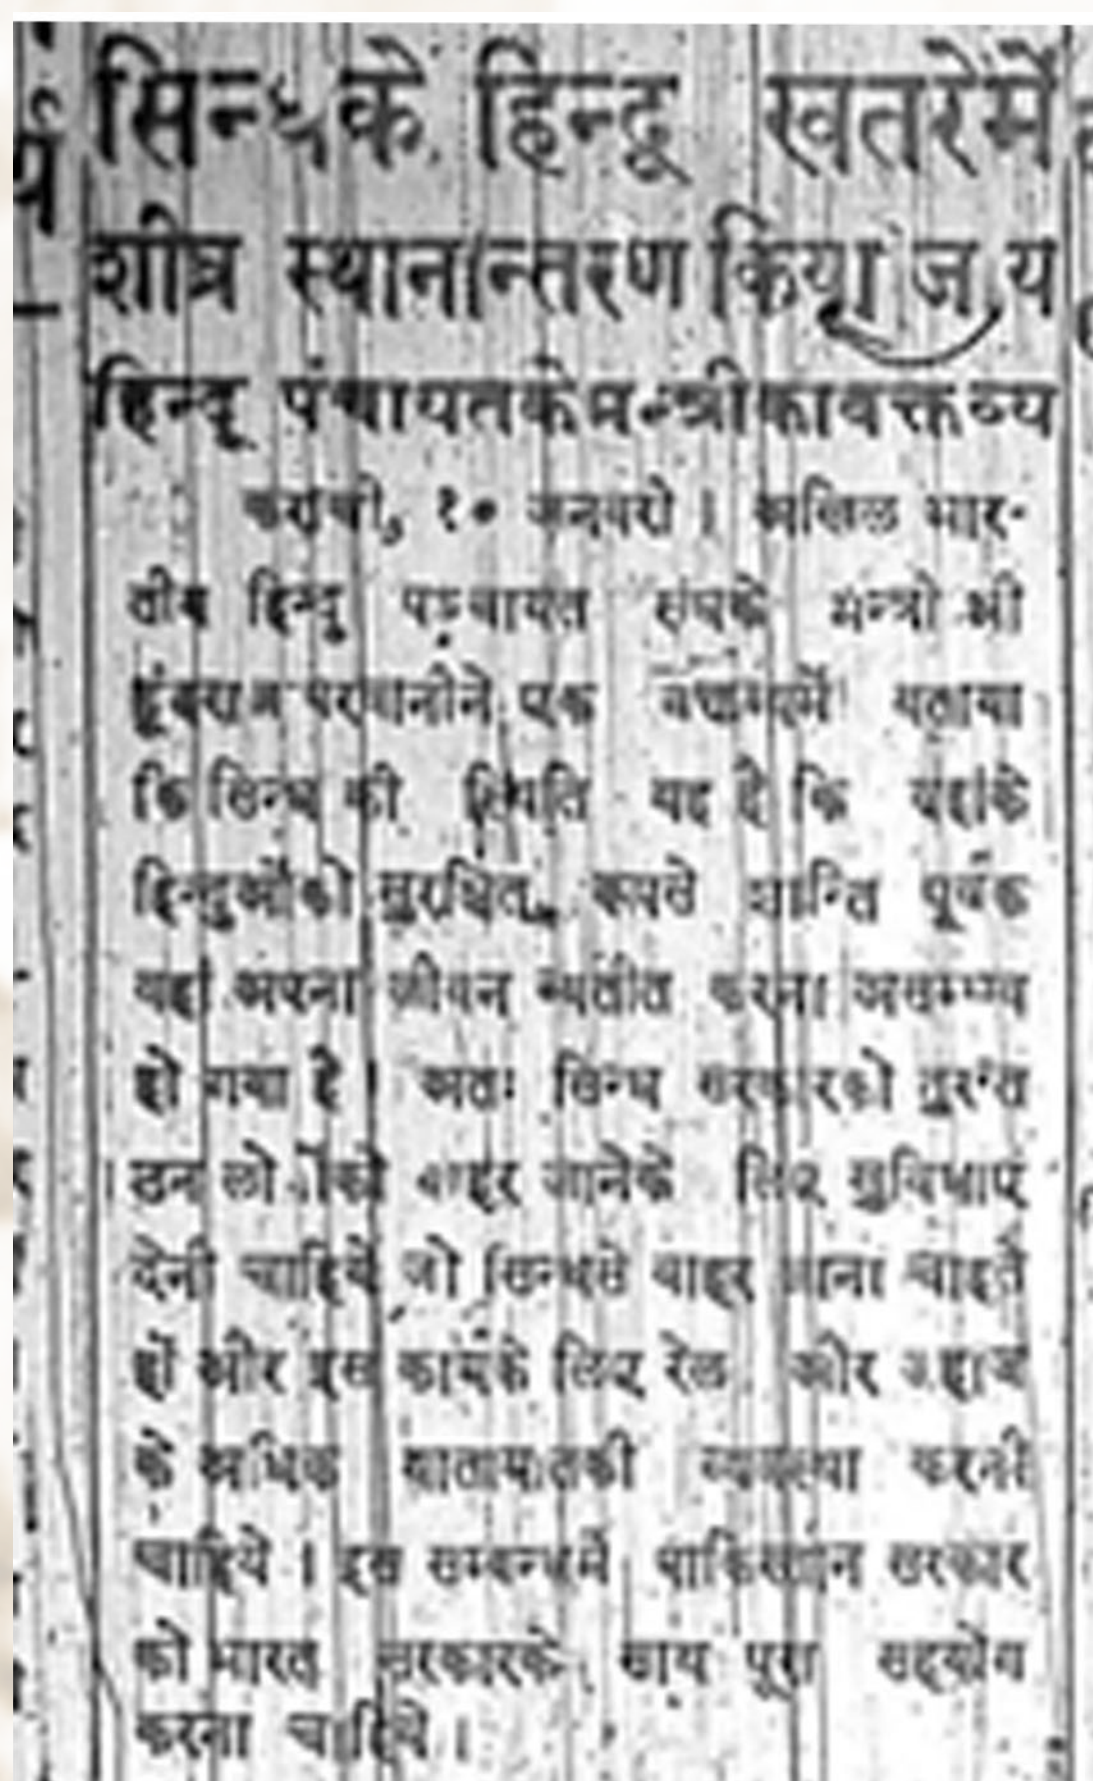 सिन्धके हिन्दू खतरेमें
शीघ्र स्थानान्तरण किया जाय
हिन्दू पंचायतकेमन्त्रीकावक्तव्य
करांची, १० जनवरी । अखिल भार-
तीय हिन्दू पञ्चायत संघके मन्त्री श्री
एक वक्तव्यमें बताया
कि सिन्ध की स्थिति यह है कि वहांके
हिन्दुओंको सुरक्षित रूपसे शान्ति पूर्वक
वहां अपना जीवन व्यतीत करना असम्भव
हो गया है । अतः सिन्ध सरकारको तुरन्त
उन लोगोंको बाहर जानेके लिए सुविधाएं
देनी चाहिये जो सिन्धसे बाहर जाना चाहते
हों और इस कार्यके लिए रेल और जहाज
के अधिक यातायातकी व्यवस्था करनी
चाहिये । इस सम्बन्धमें पाकिस्तान सरकार
को भारत सरकारके साथ पूरा सहयोग
करना चाहिये ।